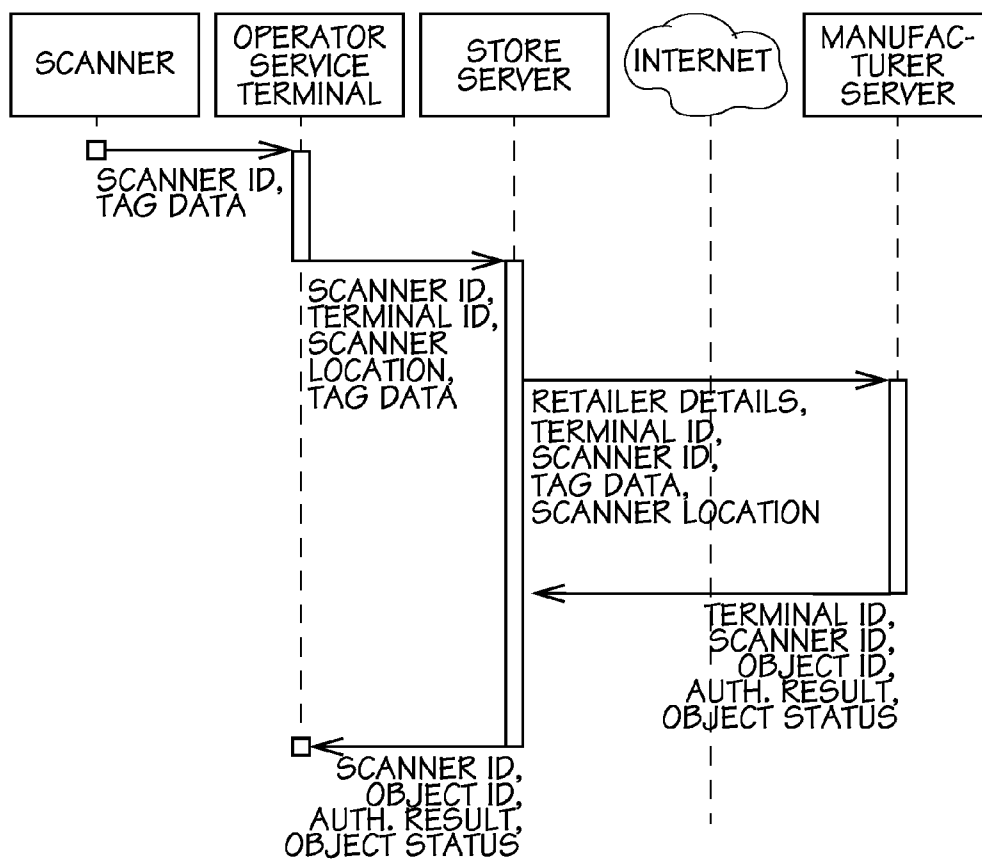 SCANNER
OPERATOR
SERVICE
TERMINAL
STORE
SERVER
INTERNET
MANUFAC-
TURER
SERVER
SCANNER ID,
TAG DATA
SCANNER ID,
TERMINAL ID,
SCANNER
LOCATION,
TAG DATA
RETAILER DETAILS,
TERMINAL ID,
SCANNER ID,
TAG DATA,
SCANNER LOCATION
TERMINAL ID,
SCANNER ID,
OBJECT ID,
AUTH. RESULT,
OBJECT STATUS
SCANNER ID,
OBJECT ID,
AUTH. RESULT,
OBJECT STATUS